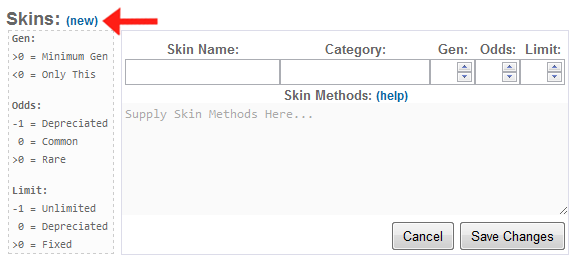 Skins: (new)
Gen:
>0 = Minimum Gen
<0 = Only This
Odds:
-1 = Depreciated
0 = Common
>0 = Rare
Limit:
-1 = Unlimited
0 = Depreciated
>0 = Fixed
Skin Name: Category: Gen: Odds: Limit:
Skin Methods: (help)
Supply Skin Methods Here...
Cancel Save Changes